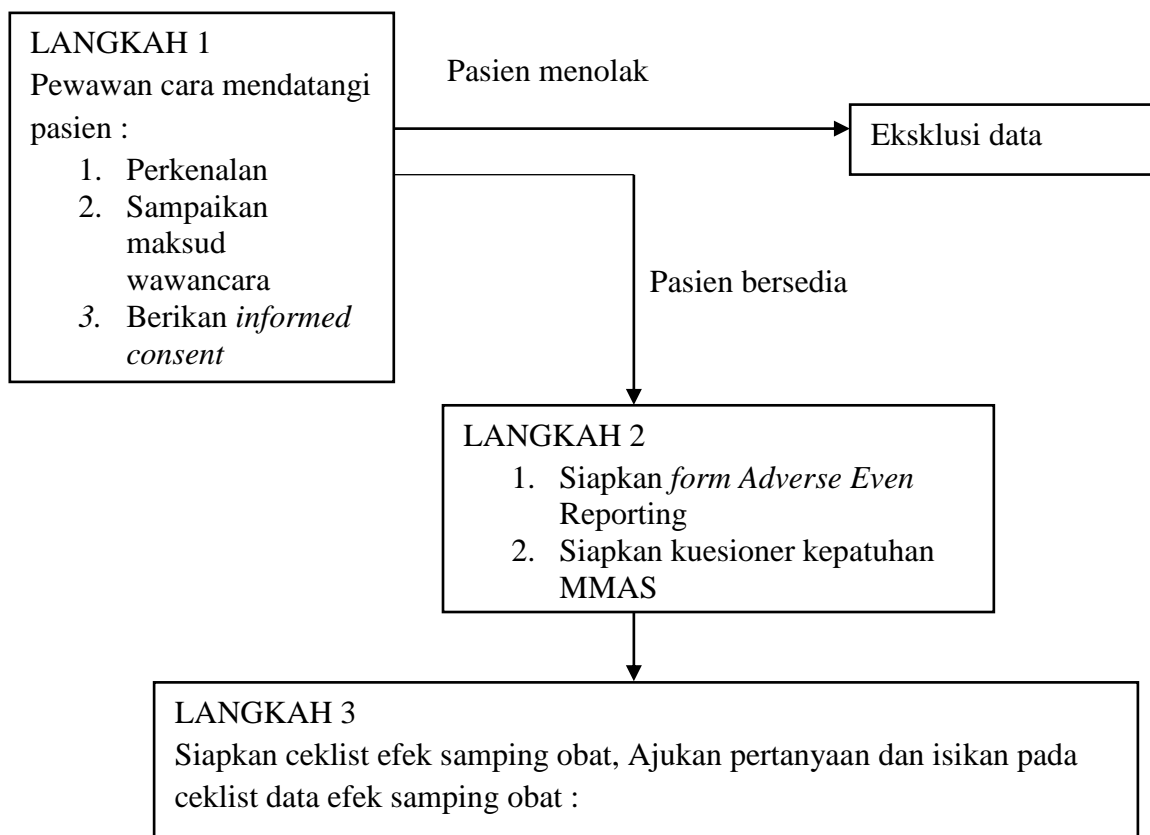 LANGKAH 1
Pewawan cara mendatangi
pasien :
1. Perkenalan
2. Sampaikan
maksud
wawancara
3. Berikan informed
consent
Pasien menolak
Eksklusi data
Pasien bersedia
LANGKAH 2
1. Siapkan form Adverse Even
Reporting
2. Siapkan kuesioner kepatuhan
MMAS
LANGKAH 3
Siapkan ceklist efek samping obat, Ajukan pertanyaan dan isikan pada
ceklist data efek samping obat :